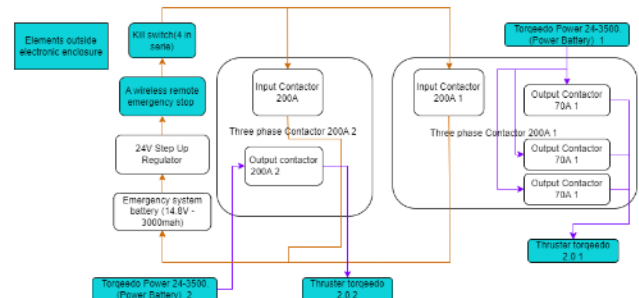 Elements outside
electronic enclosure
Kill switch(4 in
serie)
A wireless remote
emergency stop
24V Step Up
Regulator
Emergency system
battery (14.8V -
3000mah)
Torqeedo Power 24-3500.
(Power Battery) 2
Input Contactor
200A
Three phase Contactor 200A 2
Output contactor
200A 2
Thruster torqeedo
2.0 2
Input Contactor
200A 1
Three phase Contactor 200A 1
Torqeedo Power 24-3500.
(Power Battery) 1
Output Contactor
70A 1
Output Contactor
70A 1
Output Contactor
70A 1
Thruster torqeedo
2.0 1